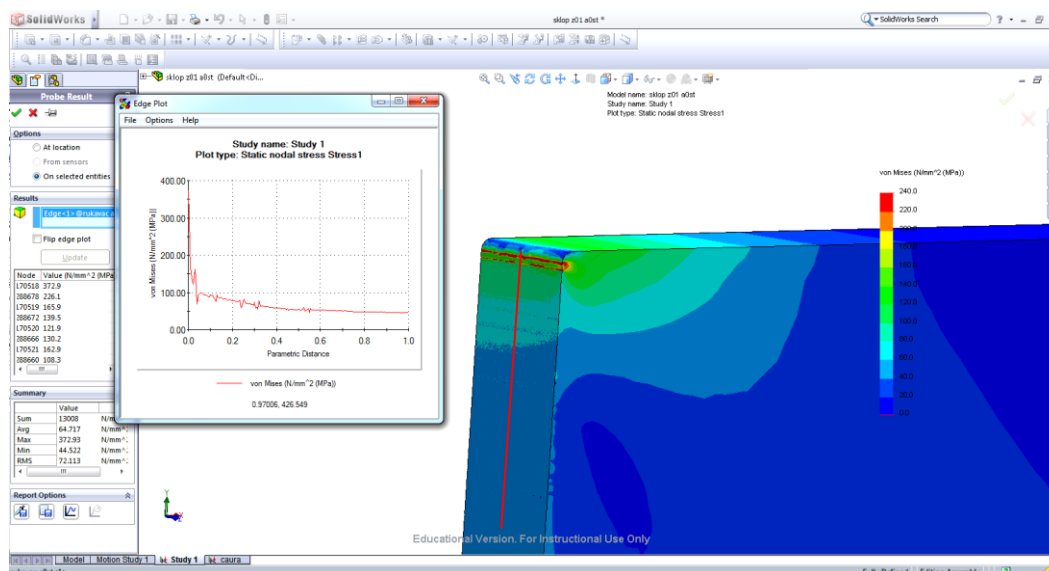 SolidWorks
sklop z01 a0st *
SolidWorks Search
sklop z01 a0st (Default<Di...
Probe Result
Options
At location
From sensors
On selected entities
Results
Edge<1>@rukavac
Flip edge plot
Update
Node Value (N/mm^2 (MPa
170518 372.9
288678 226.1
170519 165.9
288672 139.5
170520 121.9
288666 130.2
170521 162.9
288660 108.3
Summary
Value
Sum 13008 N/mm^
Avg 64.717 N/mm^
Max 372.93 N/mm^
Min 44.522 N/mm^
RMS 72.113 N/mm^
Report Options
Edge Plot
File Options Help
Study name: Study 1
Plot type: Static nodal stress Stress1
von Mises (N/mm^2 (MPa))
400.00
300.00
200.00
100.00
0.00
0.0 0.2 0.4 0.6 0.8 1.0
Parametric Distance
von Mises (N/mm^2 (MPa))
0.97006, 426.549
Model name: sklop z01 a0st
Study name: Study 1
Plot type: Static nodal stress Stress1
von Mises (N/mm^2 (MPa))
240.0
220.0
200.0
180.0
160.0
140.0
120.0
100.0
80.0
60.0
40.0
20.0
0.0
Educational Version. For Instructional Use Only
Model Motion Study 1 Study 1 caura